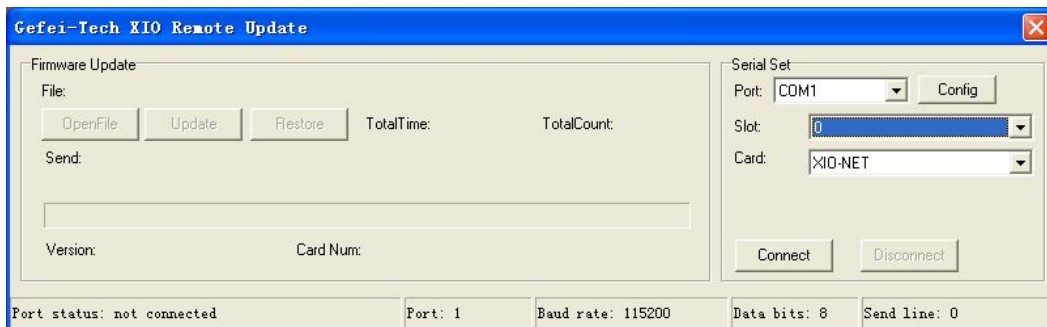 Gefei-Tech XIO Remote Update
Firmware Update
File:
OpenFile Update Restore TotalTime: TotalCount:
Send:
Version: Card Num:
Serial Set
Port: COM1 Config
Slot: 0
Card: XIO-NET
Connect Disconnect
Port status: not connected Port: 1 Baud rate: 115200 Data bits: 8 Send line: 0